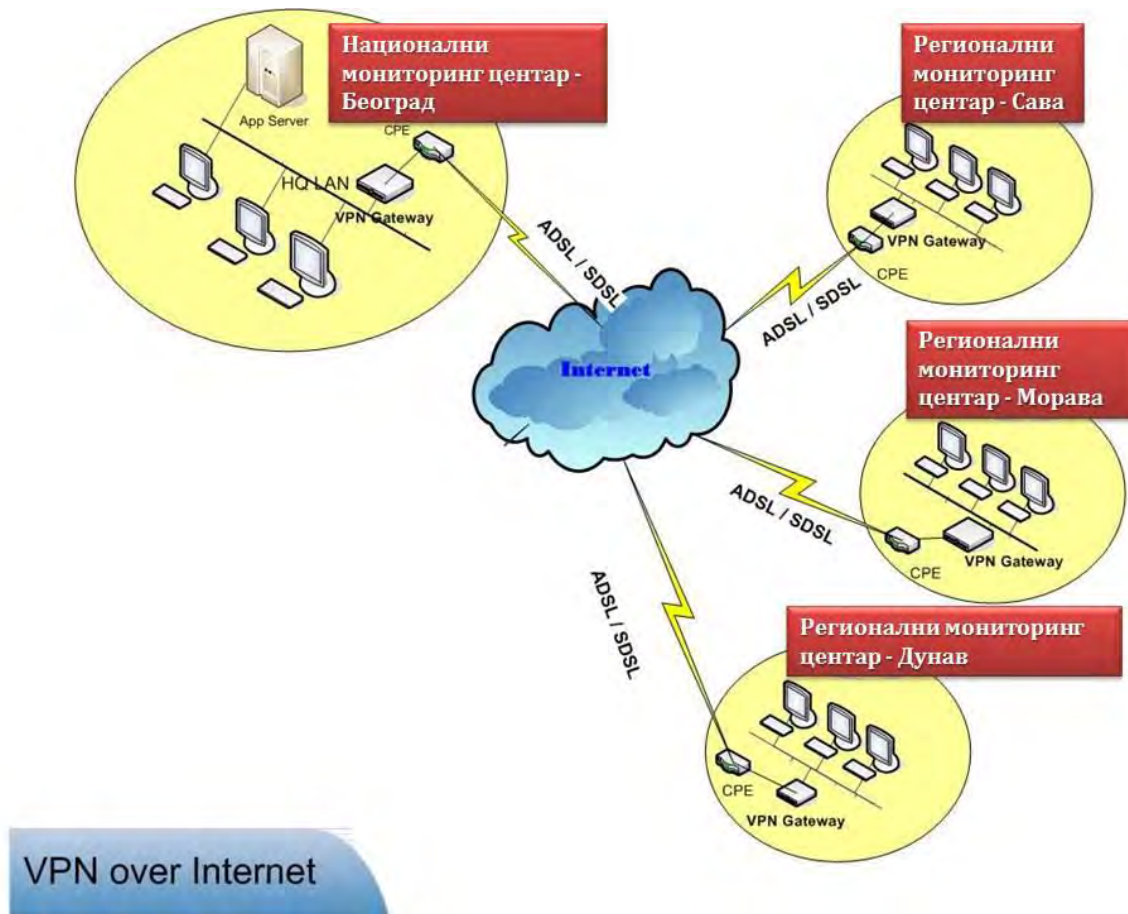 Национални
мониторинг центар -
Београд
App Server
CPE
HQ LAN
VPN Gateway
ADSL / SDSL
Регионални
мониторинг
центар - Сава
VPN Gateway
CPE
ADSL / SDSL
Internet
Регионални
мониторинг
центар - Морава
ADSL / SDSL
CPE
VPN Gateway
ADSL / SDSL
Регионални мониторинг
центар - Дунав
CPE
VPN Gateway
VPN over Internet